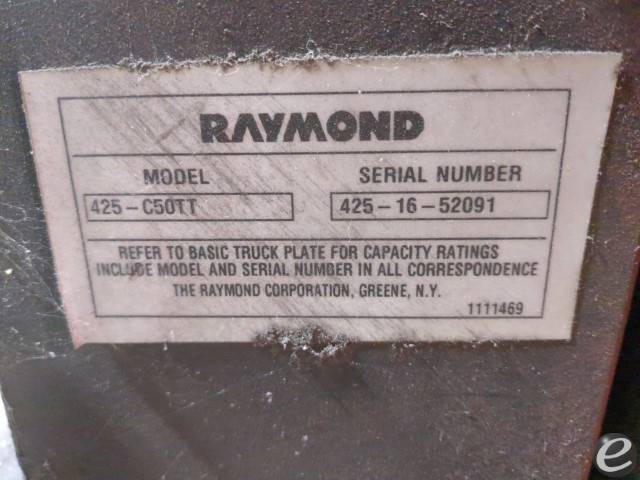 RAYMOND
MODEL SERIAL NUMBER
425-C50TT 425-16-52091
REFER TO BASIC TRUCK PLATE FOR CAPACITY RATINGS
INCLUDE MODEL AND SERIAL NUMBER IN ALL CORRESPONDENCE
THE RAYMOND CORPORATION, GREENE, N.Y.
1111469
e